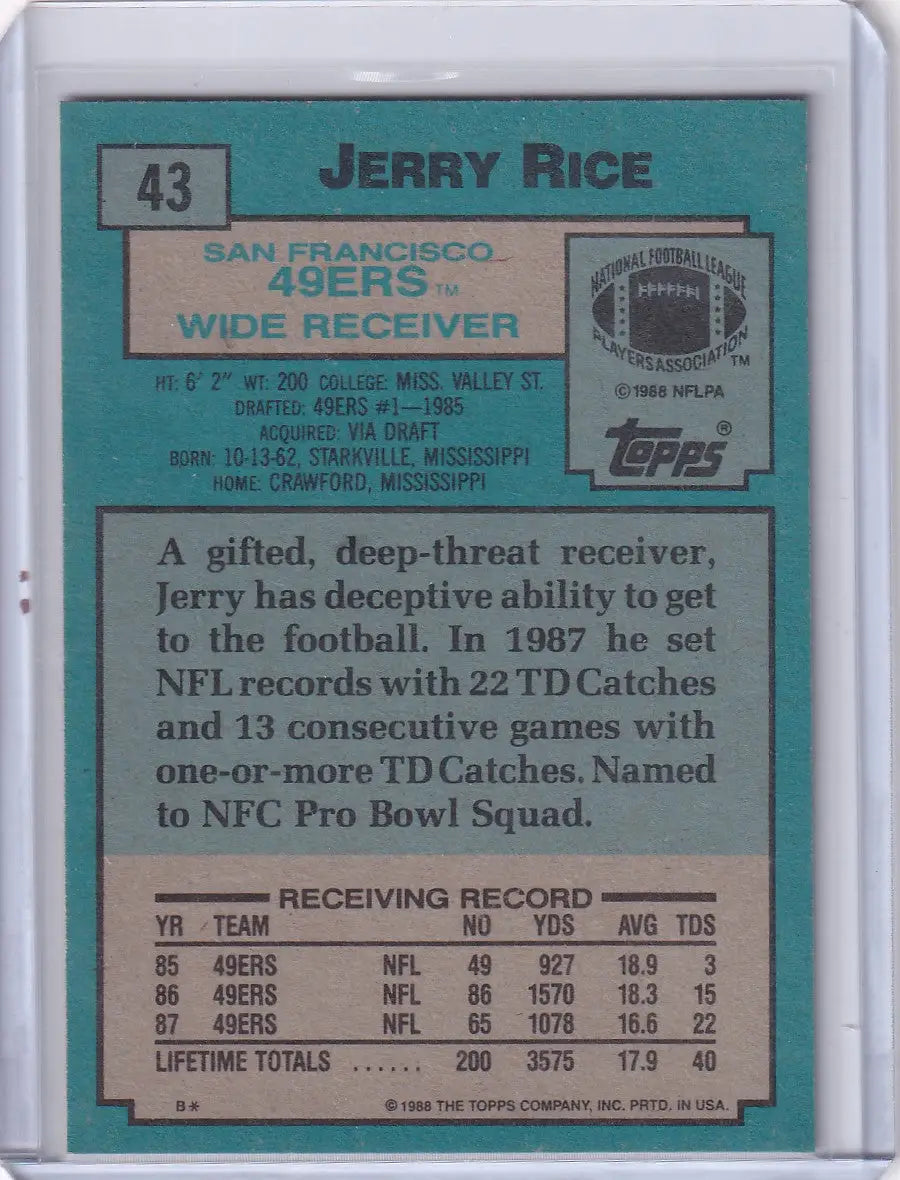 43
JERRY RICE
SAN FRANCISCO
49ERS TM
WIDE RECEIVER
NATIONAL FOOTBALL LEAGUE
PLAYERS ASSOCIATION TM
© 1988 NFLPA
TOPPS ®
HT: 6' 2" WT: 200 COLLEGE: MISS. VALLEY ST.
DRAFTED: 49ERS #1—1985
ACQUIRED: VIA DRAFT
BORN: 10-13-62, STARKVILLE, MISSISSIPPI
HOME: CRAWFORD, MISSISSIPPI
A gifted, deep-threat receiver,
Jerry has deceptive ability to get
to the football. In 1987 he set
NFL records with 22 TD Catches
and 13 consecutive games with
one-or-more TD Catches. Named
to NFC Pro Bowl Squad.
RECEIVING RECORD
YR TEAM NO YDS AVG TDS
85 49ERS NFL 49 927 18.9 3
86 49ERS NFL 86 1570 18.3 15
87 49ERS NFL 65 1078 16.6 22
LIFETIME TOTALS ...... 200 3575 17.9 40
B* © 1988 THE TOPPS COMPANY, INC. PRTD. IN USA.